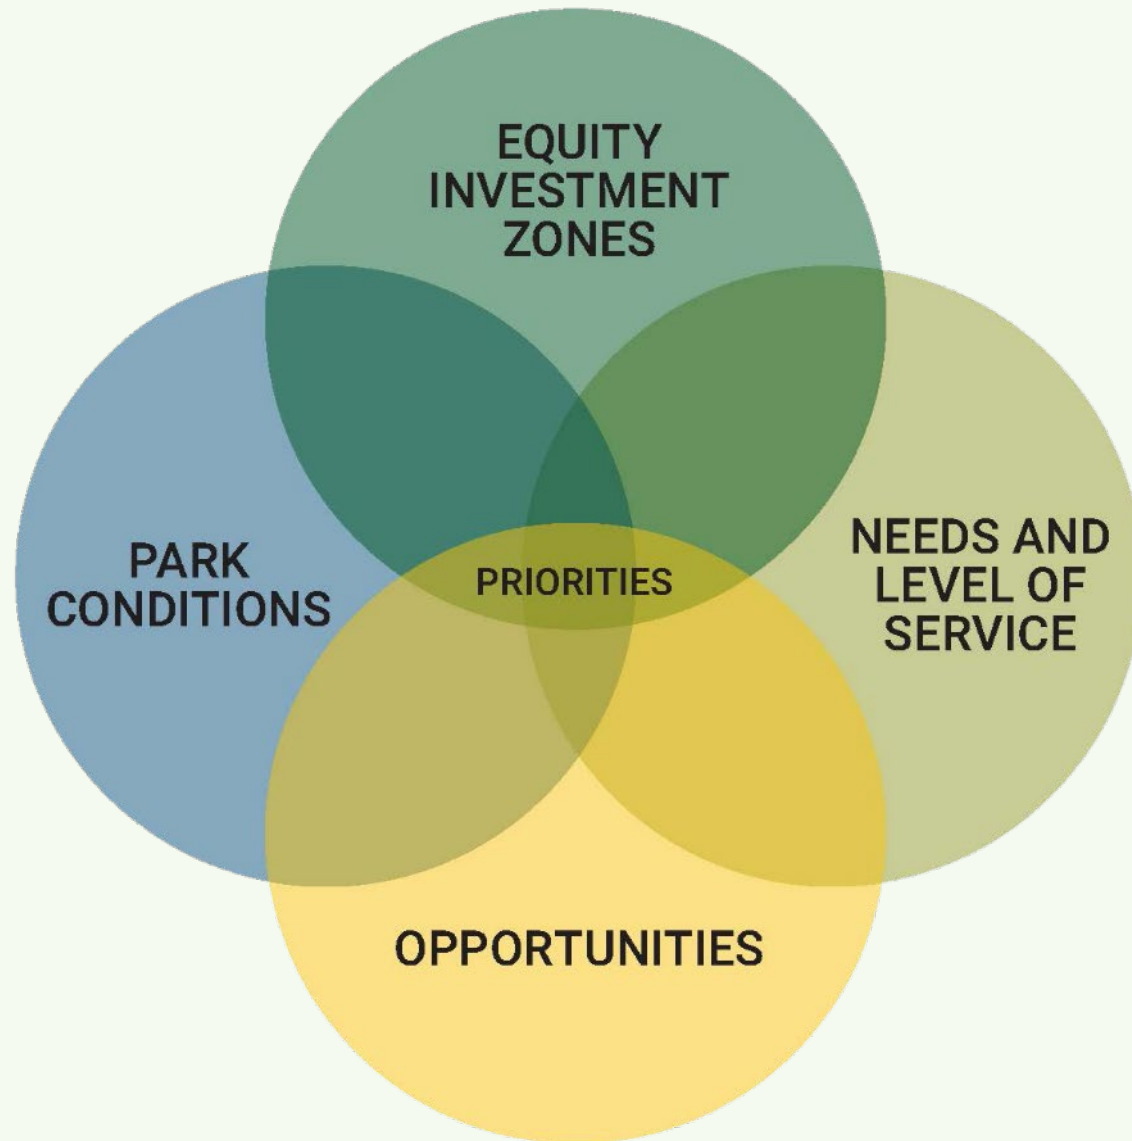 EQUITY
INVESTMENT
ZONES
PARK
CONDITIONS
PRIORITIES
NEEDS AND
LEVEL OF
SERVICE
OPPORTUNITIES